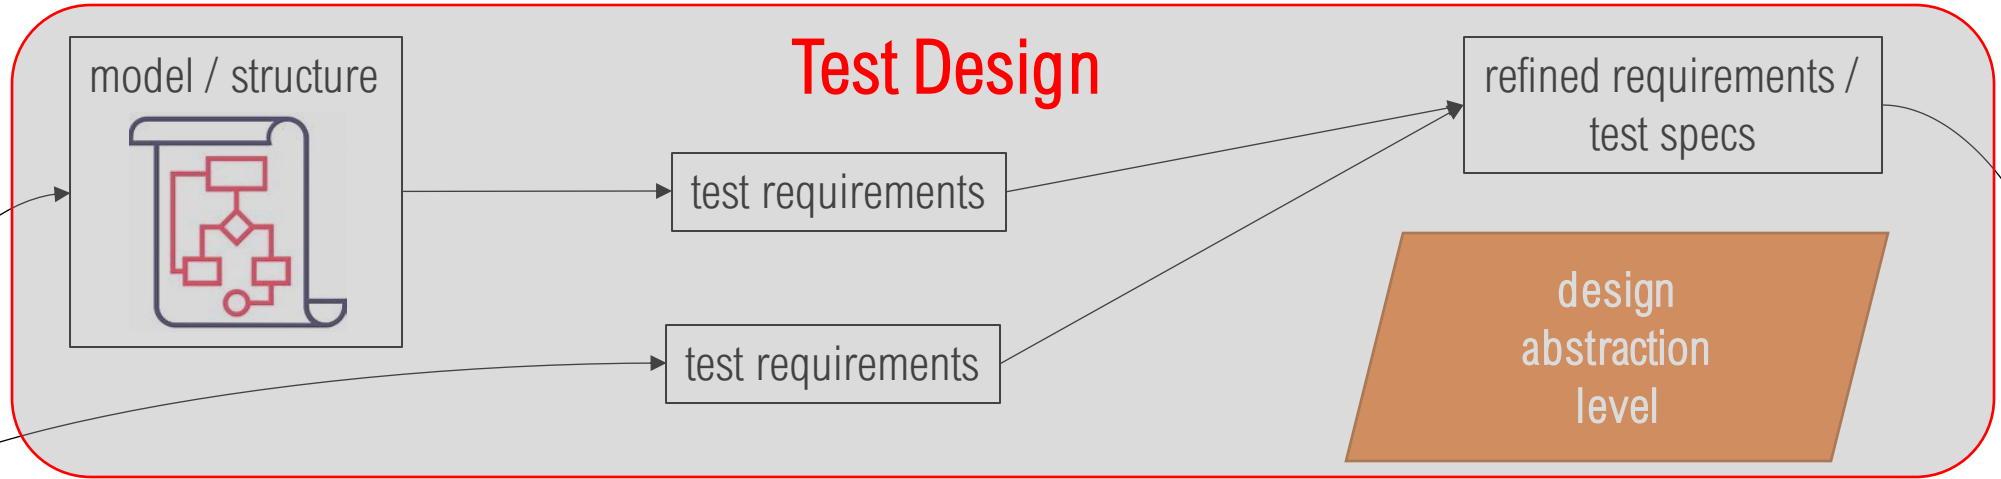 Test Design
model / structure
test requirements
test requirements
refined requirements /
test specs
design
abstraction
level